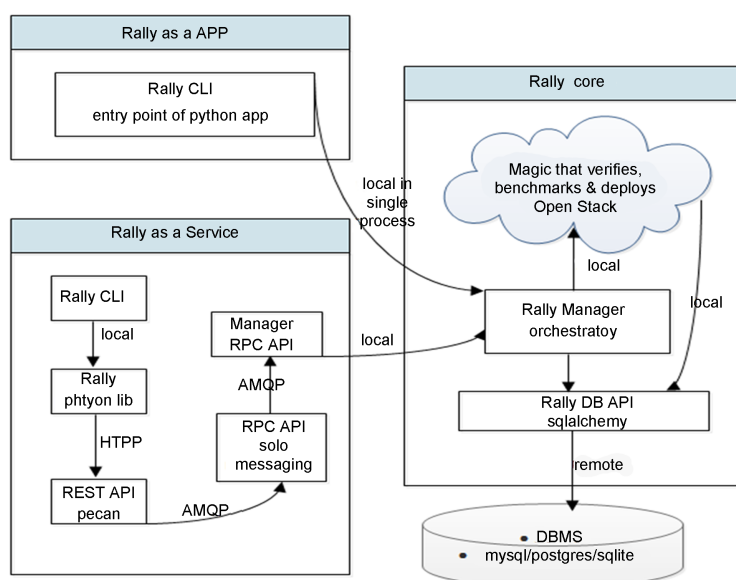 Rally as a APP
Rally CLI
entry point of python app
local in
single
process
Rally as a Service
Rally CLI
local
Rally
phtyon lib
HTPP
REST API
pecan
AMQP
RPC API
solo
messaging
AMQP
Manager
RPC API
local
Rally core
Magic that verifies,
benchmarks & deploys
Open Stack
local
local
Rally Manager
orchestratoy
Rally DB API
sqlalchemy
remote
• DBMS
• mysql/postgres/sqlite